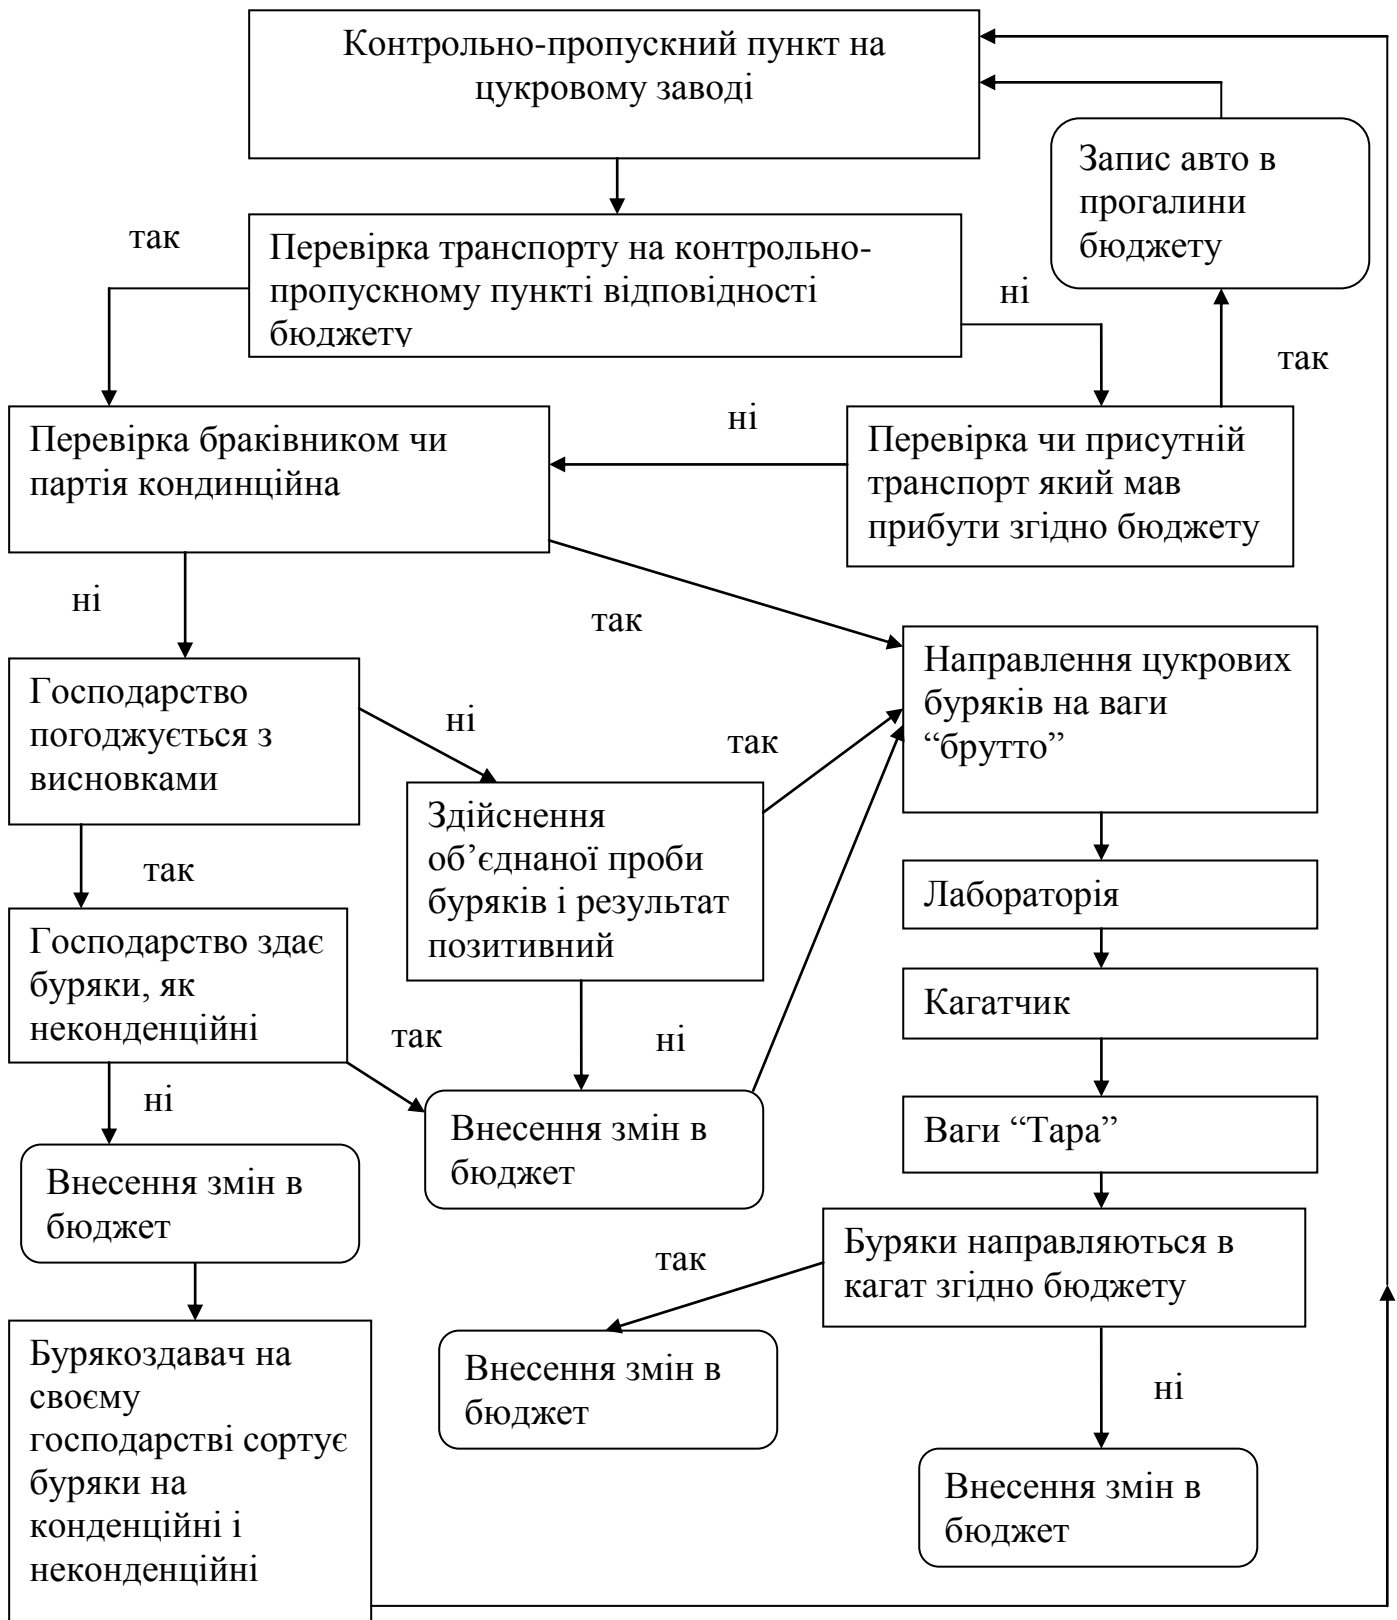 Контрольно-пропускний пункт на
цукровому заводі
Запис авто в
прогалини
бюджету
так
Перевірка транспорту на контрольно-
пропускному пункті відповідності
бюджету
ні
так
Перевірка браківником чи
партія кондинційна
ні
Перевірка чи присутній
транспорт який мав
прибути згідно бюджету
ні
так
Направлення цукрових
буряків на ваги
“брутто”
Господарство
погоджується з
висновками
ні
так
Здійснення
об’єднаної проби
буряків і результат
позитивний
так
Лабораторія
Господарство здає
буряки, як
неконденційні
Кагатчик
так
ні
ні
Внесення змін в
бюджет
Ваги “Тара”
Внесення змін в
бюджет
Буряки направляються в
кагат згідно бюджету
так
Внесення змін в
бюджет
ні
Бурякоздавач на
своєму
господарстві сортує
буряки на
конденційні і
неконденційні
Внесення змін в
бюджет